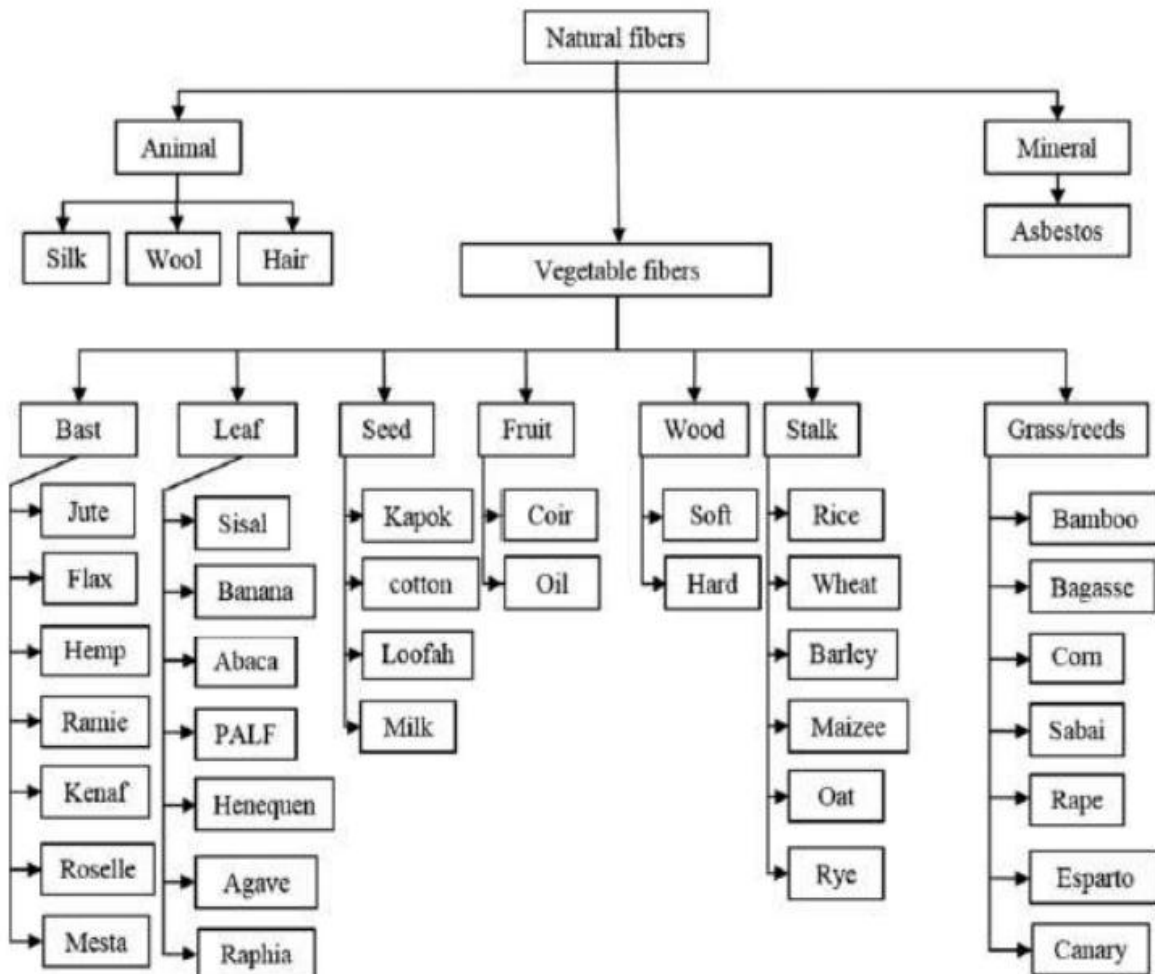 Natural fibers
Animal
Mineral
Silk
Wool
Hair
Asbestos
Vegetable fibers
Bast
Leaf
Seed
Fruit
Wood
Stalk
Grass/reeds
Jute
Flax
Hemp
Ramie
Kenaf
Roselle
Mesta
Sisal
Banana
Abaca
PALF
Henequen
Agave
Raphia
Kapok
cotton
Loofah
Milk
Coir
Oil
Soft
Hard
Rice
Wheat
Barley
Maizee
Oat
Rye
Bamboo
Bagasse
Corn
Sabai
Rape
Esparto
Canary